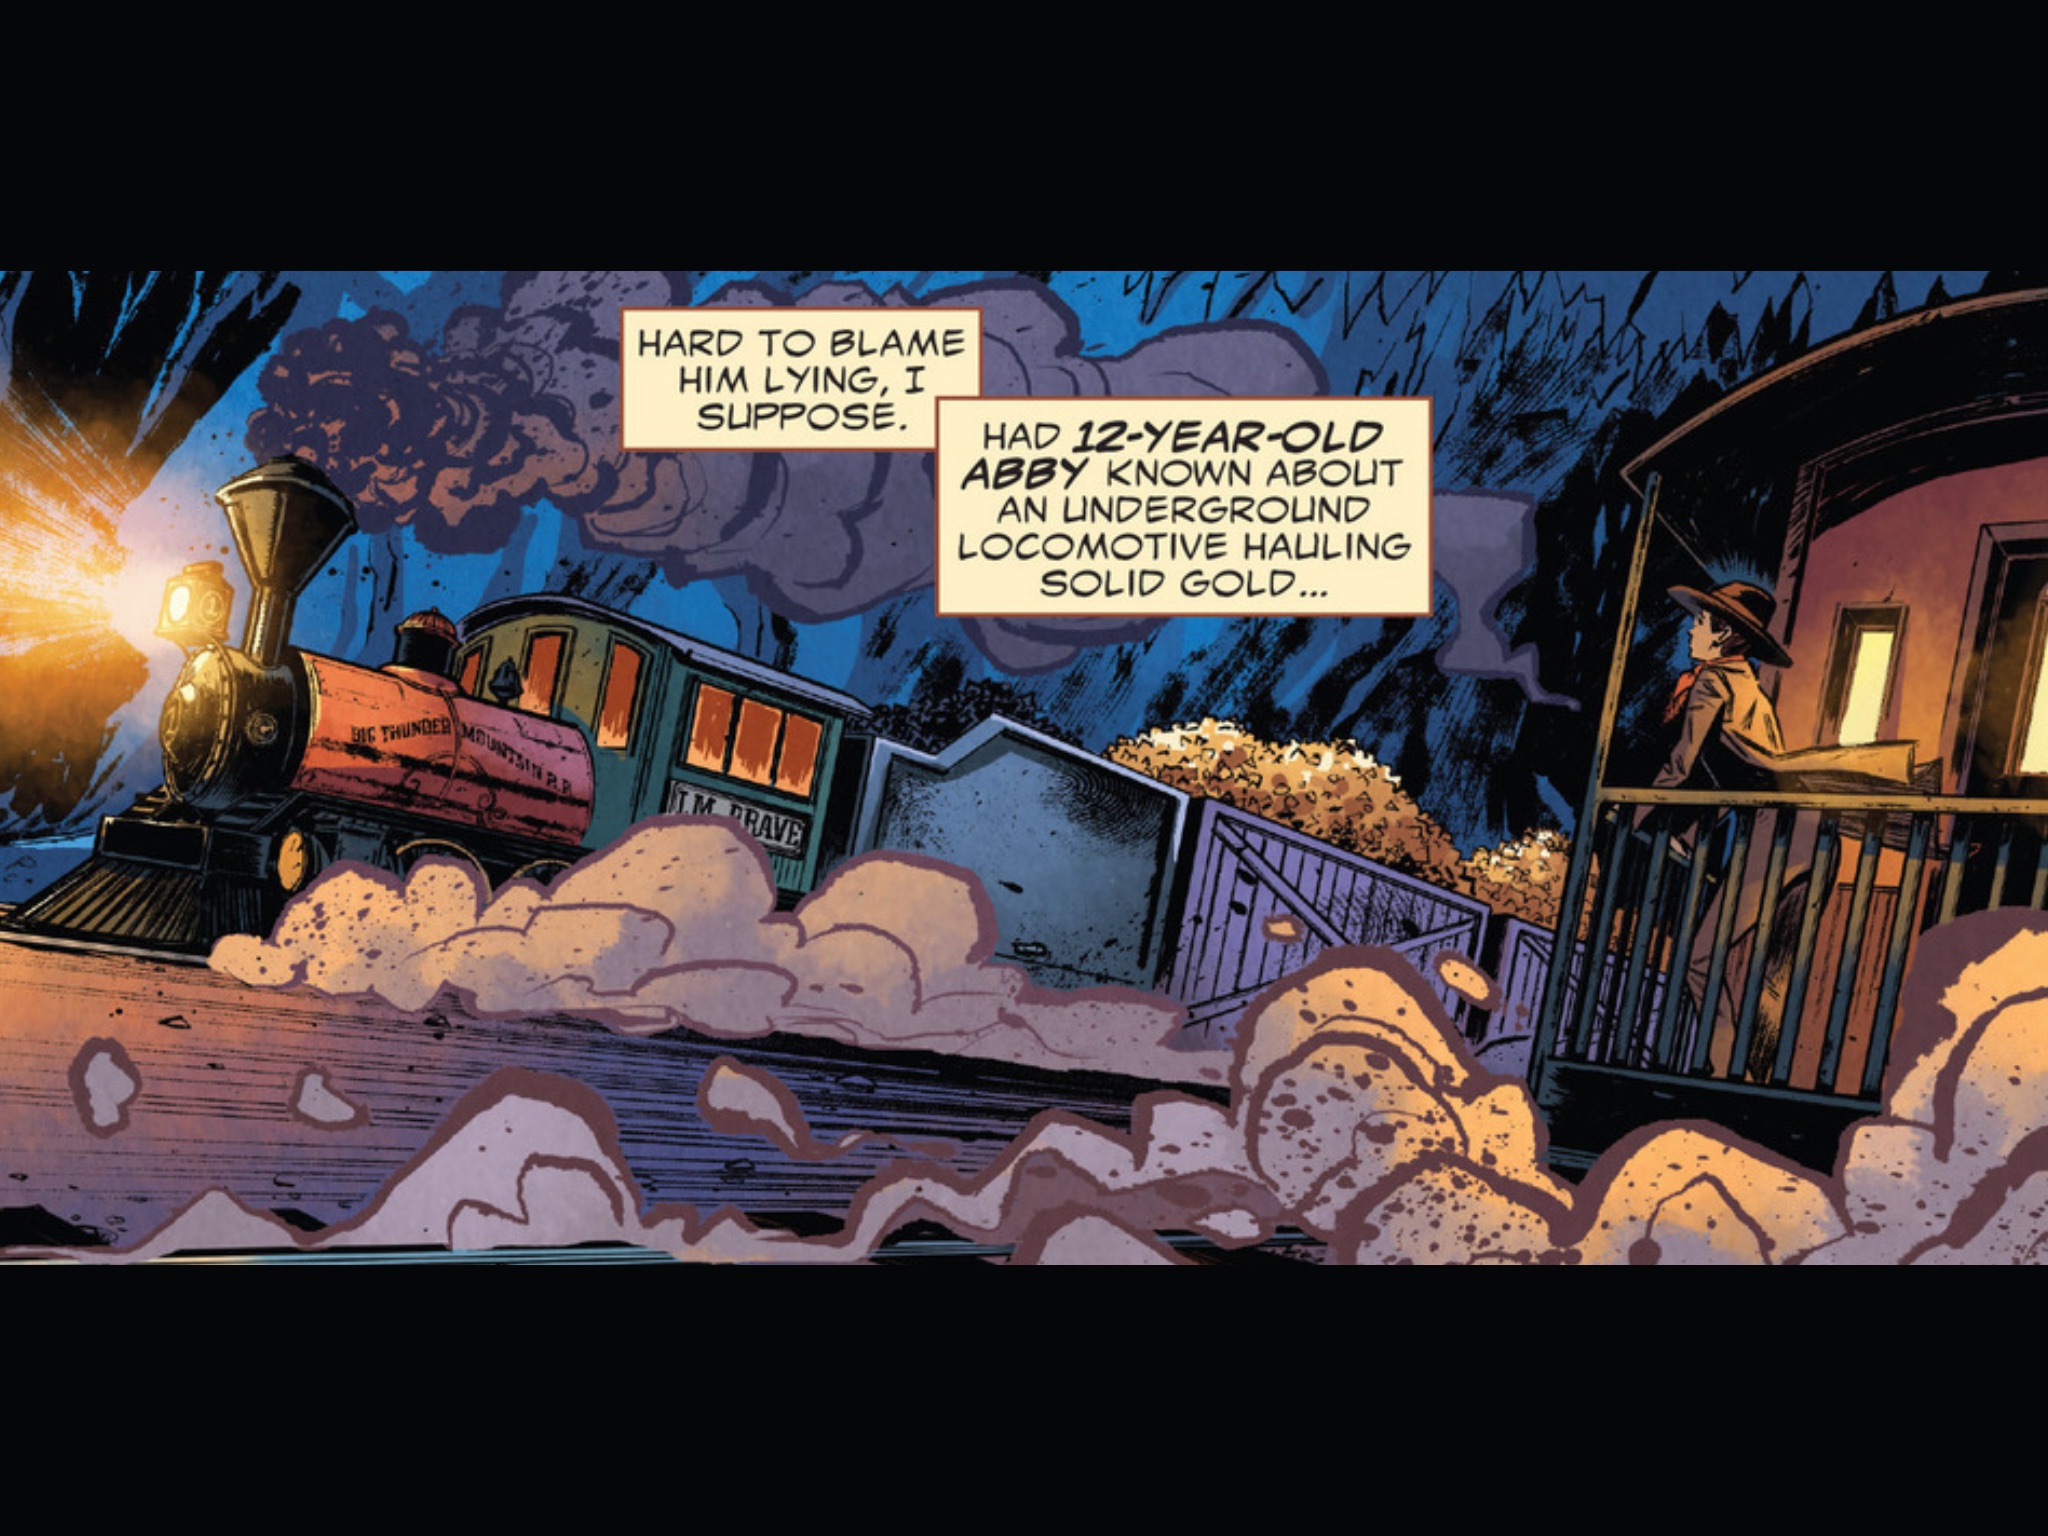 HARD TO BLAME
HIM LYING, I
SUPPOSE.
HAD 12-YEAR-OLD
ABBY KNOWN ABOUT
AN UNDERGROUND
LOCOMOTIVE HAULING
SOLID GOLD...
BIG THUNDER MOUNTAIN R.R.
I.M. BRAVE
1